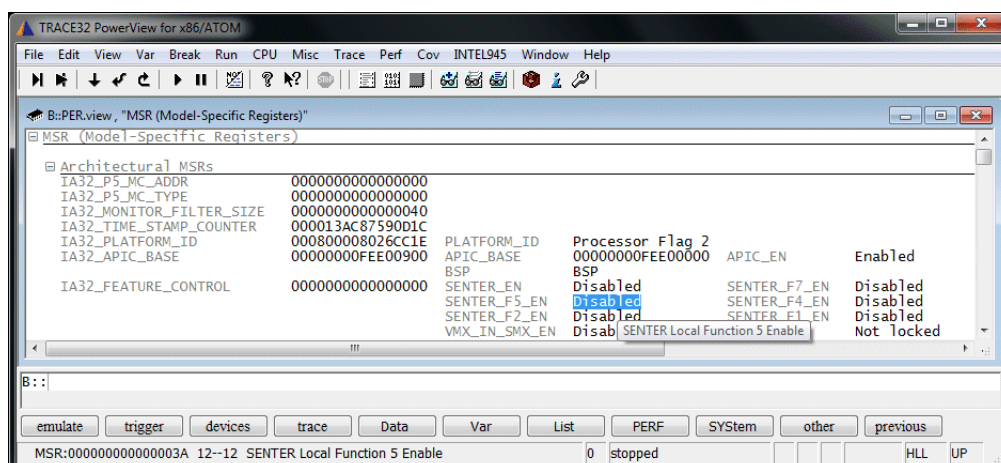 TRACE32 PowerView for x86/ATOM
File Edit View Var Break Run CPU Misc Trace Perf Cov INTEL945 Window Help
B::PER.view , "MSR (Model-Specific Registers)"
MSR (Model-Specific Registers)
Architectural MSRs
IA32_P5_MC_ADDR 0000000000000000
IA32_P5_MC_TYPE 0000000000000000
IA32_MONITOR_FILTER_SIZE 0000000000000040
IA32_TIME_STAMP_COUNTER 000013AC87590D1C
IA32_PLATFORM_ID 000800008026CC1E PLATFORM_ID Processor Flag 2
IA32_APIC_BASE 00000000FEE00900 APIC_BASE 00000000FEE00000 APIC_EN Enabled
BSP BSP
IA32_FEATURE_CONTROL 0000000000000000 SENTER_EN Disabled SENTER_F7_EN Disabled
SENTER_F5_EN Disabled SENTER_F4_EN Disabled
SENTER_F2_EN Disabled SENTER_F1_EN Disabled
VMX_IN_SMX_EN Disab SENTER Local Function 5 Enable Not locked
B::
emulate trigger devices trace Data Var List PERF SYStem other previous
MSR:000000000000003A 12--12 SENTER Local Function 5 Enable 0 stopped HLL UP